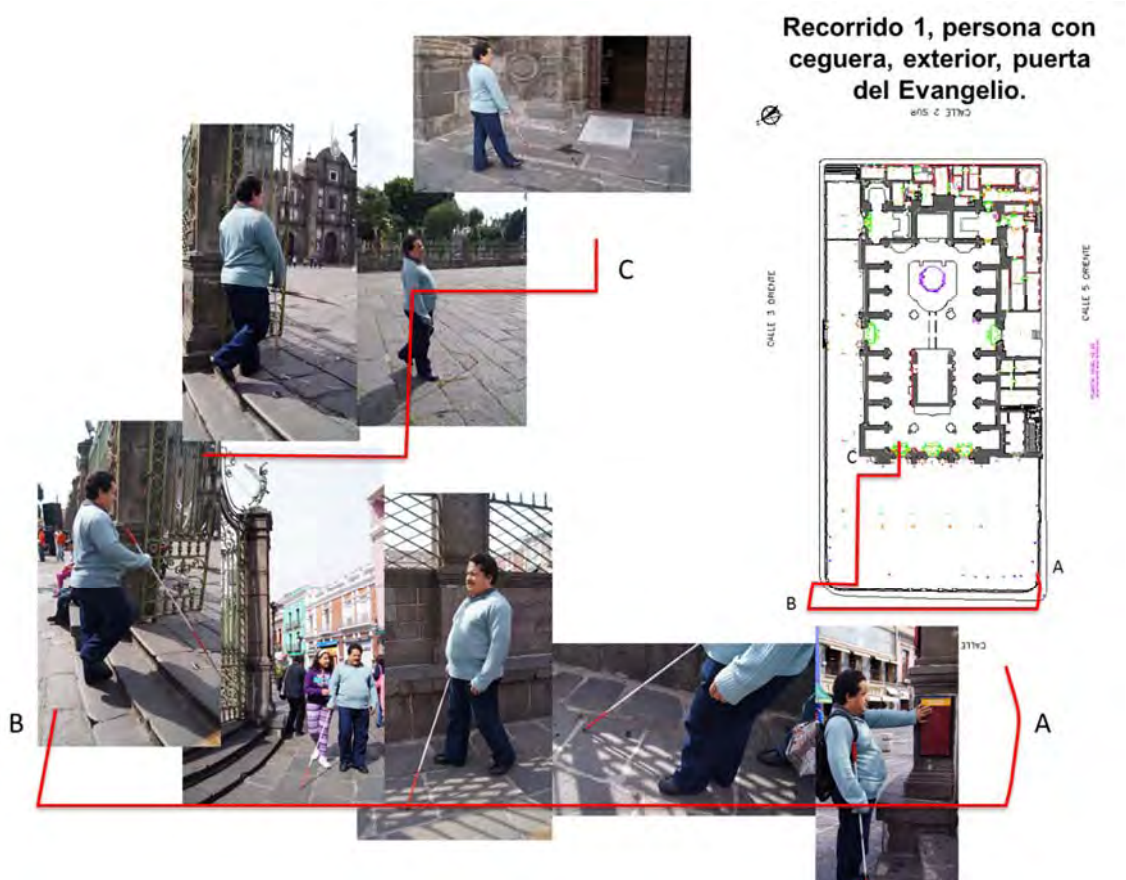 Recorrido 1, persona con
ceguera, exterior, puerta
del Evangelio.
CALLE 2 SUR
C
CALLE 3 ORIENTE
CALLE 5 ORIENTE
C
A
B
CALLE
B
A